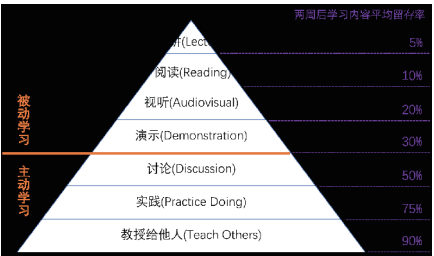 两周后学习内容平均留存率
听(Lect
5%
阅读(Reading)
10%
视听(Audiovisual)
20%
演示(Demonstration)
30%
被动学习
讨论(Discussion)
50%
主动学习
实践(Practice Doing)
75%
教授给他人(Teach Others)
90%